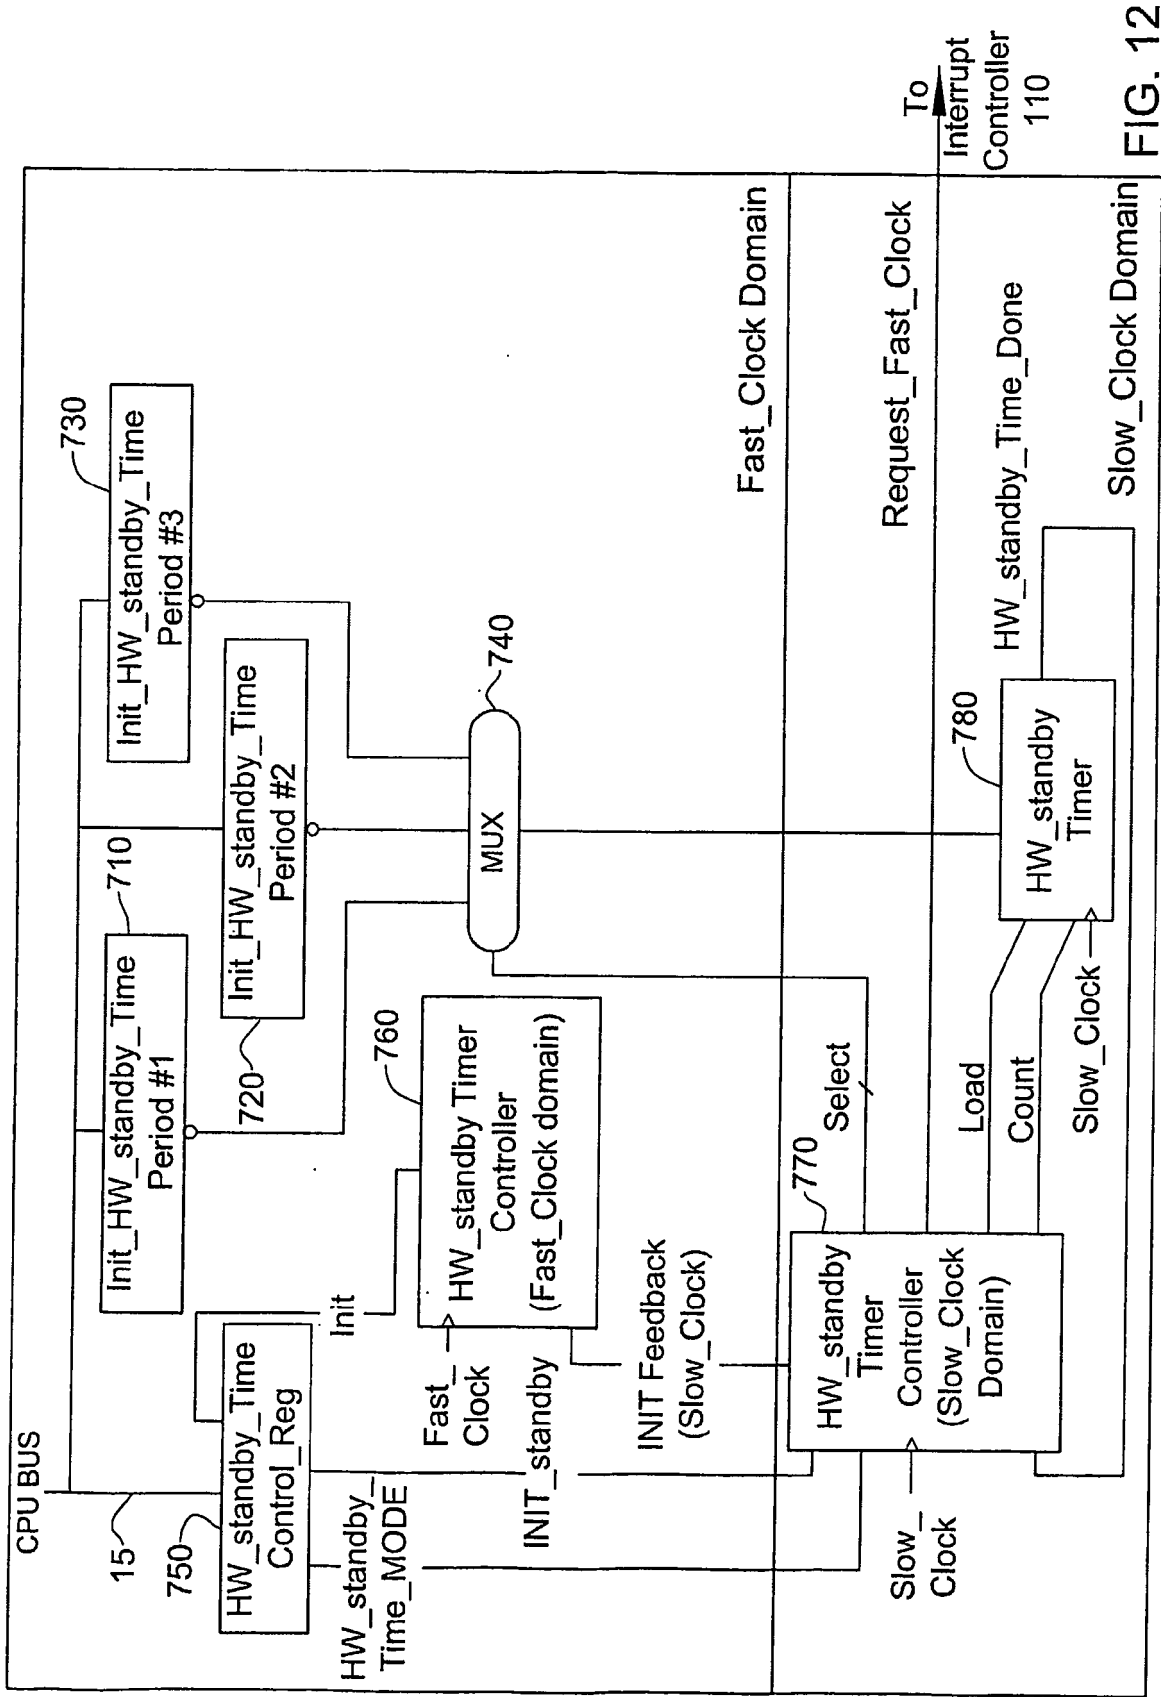 CPU BUS
15
750
HW_standby_Time
Control_Reg
Init_HW_standby_Time
Period #1
710
Init_HW_standby_Time
Period #2
720
Init_HW_standby_Time
Period #3
730
Init
HW_standby_
Time_MODE
INIT_standby
Fast_
Clock
HW_standby Timer
Controller
(Fast_Clock domain)
760
MUX
740
INIT Feedback
(Slow_Clock)
Fast_Clock Domain
Slow_
Clock
HW_standby
Timer
Controller
(Slow_Clock
Domain)
770
Select
Load
Count
Slow_Clock
HW_standby
Timer
780
Request_Fast_Clock
HW_standby_Time_Done
Slow_Clock Domain
To
Interrupt
Controller
110
FIG. 12